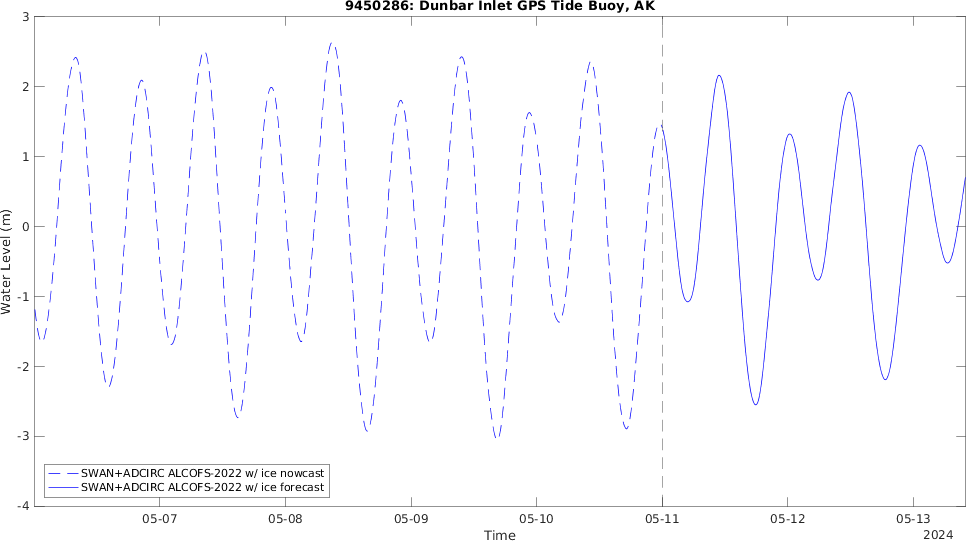 9450286: Dunbar Inlet GPS Tide Buoy, AK
3
2
1
0
-1
-2
-3
-4
Water Level (m)
SWAN+ADCIRC ALCOFS-2022 w/ ice nowcast
SWAN+ADCIRC ALCOFS-2022 w/ ice forecast
05-07 05-08 05-09 05-10 05-11 05-12 05-13
Time
2024